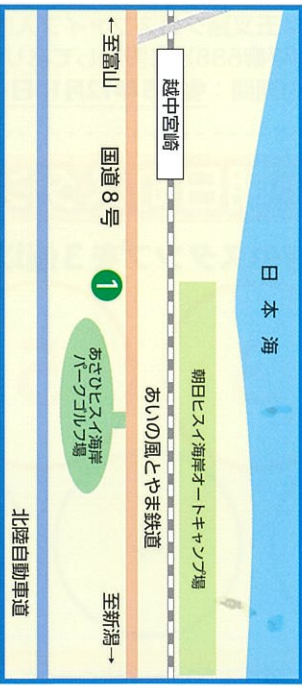 日本海
朝日ヒスイ海岸オートキャンプ場
越中宮崎
あいの風とやま鉄道
←至富山
国道8号
至新潟→
1
あさひヒスイ海岸
パークゴルフ場
北陸自動車道